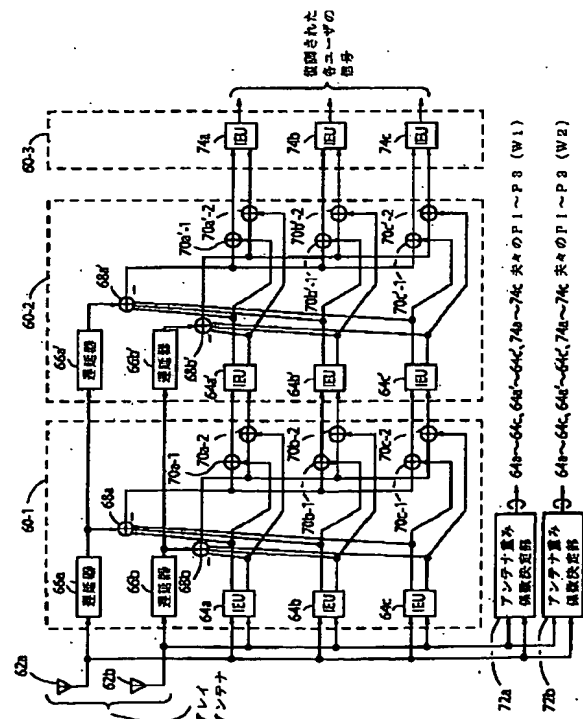 60-1
60-2
60-3
62a
62b
アレイ
アンテナ
66a
遅延器
66b
遅延器
68a
68b
70a-1
70a-2
70b-1
70b-2
70c-1
70c-2
64a
IEU
64b
IEU
64c
IEU
66a'
遅延器
66b'
遅延器
68a'
68b'
70a'-1
70a'-2
70b'-1
70b'-2
70c'-1
70c'-2
64a'
IEU
64b'
IEU
64c'
IEU
74a
IEU
74b
IEU
74c
IEU
復調された
各ユーザの
信号
72a
アンテナ重み
係数決定部
64a~64c, 64a'~64c', 74a~74c 夫々のP1~P3 (W1)
72b
アンテナ重み
係数決定部
64a~64c, 64a'~64c', 74a~74c 夫々のP1~P3 (W2)